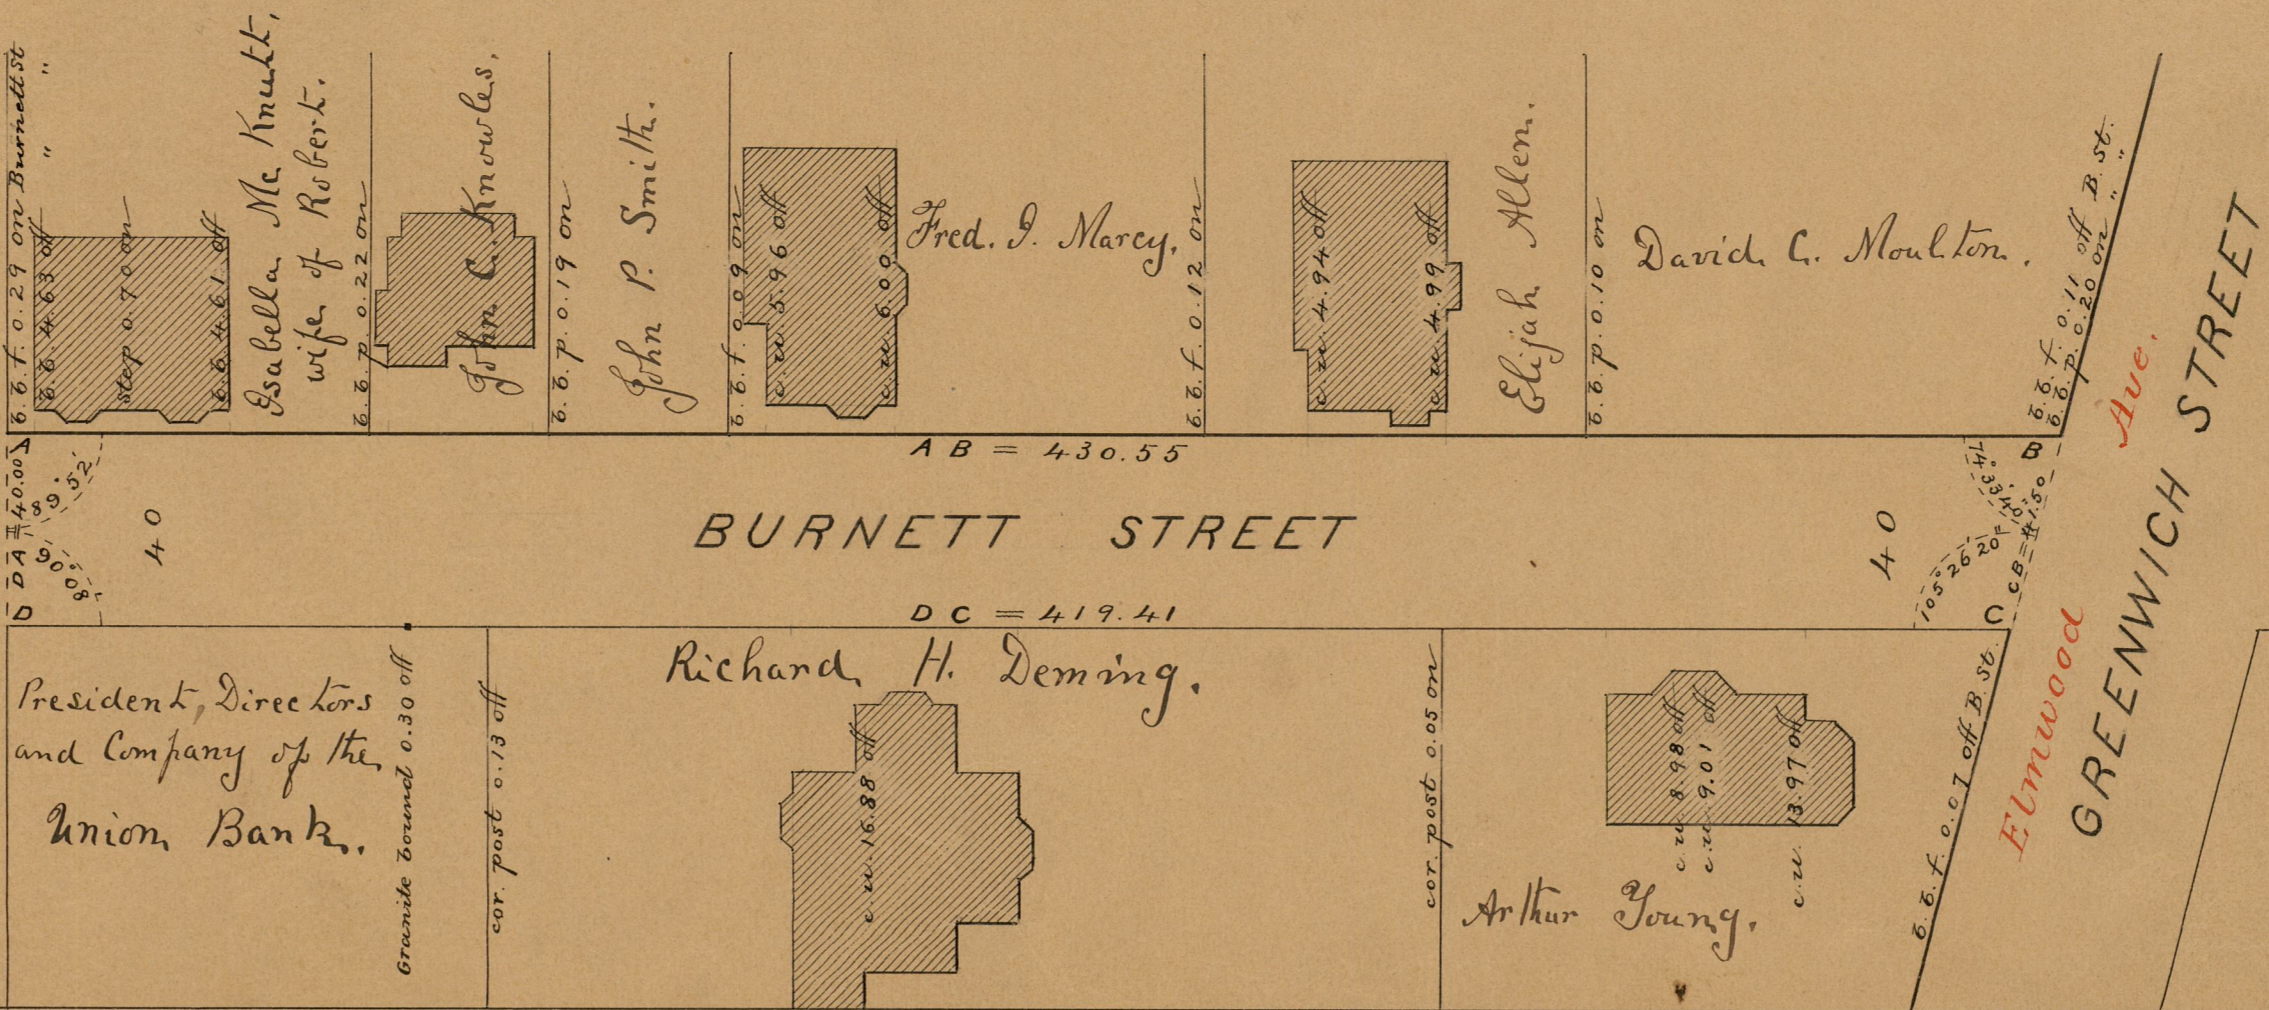 b.b.f. 0.29 on Burnett st
b.b. 4.63 off " "
step 0.70 on
b.b. 4.61 off
Isabella Mc Knutt,
wife of Robert.
b.b.p. 0.22 on
John C. Knowles.
b.b.p. 0.19 on
John P. Smith.
b.b.f. 0.09 on
c.w. 5.96 off
c.w. 6.00 off
Fred. I. Marcy.
b.b.f. 0.12 on
c.w. 4.94 off
c.w. 4.99 off
Elijah Allen.
b.b.p. 0.10 on
David C. Moulton.
b.b.f. 0.11 off B. st.
b.b.p. 0.20 on " "
A
AB = 430.55
B
DA = 40.00
89° 52'
90° 08'
40
BURNETT STREET
40
CB = 41.50
D
DC = 419.41
C
Elmwood Ave.
GREENWICH STREET
President, Directors
and Company of the
Union Bank.
Granite bound 0.30 off
cor. post 0.13 off
Richard H. Deming.
c.w. 16.88 off
cor. post 0.05 on
c.w. 8.98 off
c.w. 9.01 off
c.w. 13.97 off
Arthur Young.
b.b.f. 0.07 off B. st.